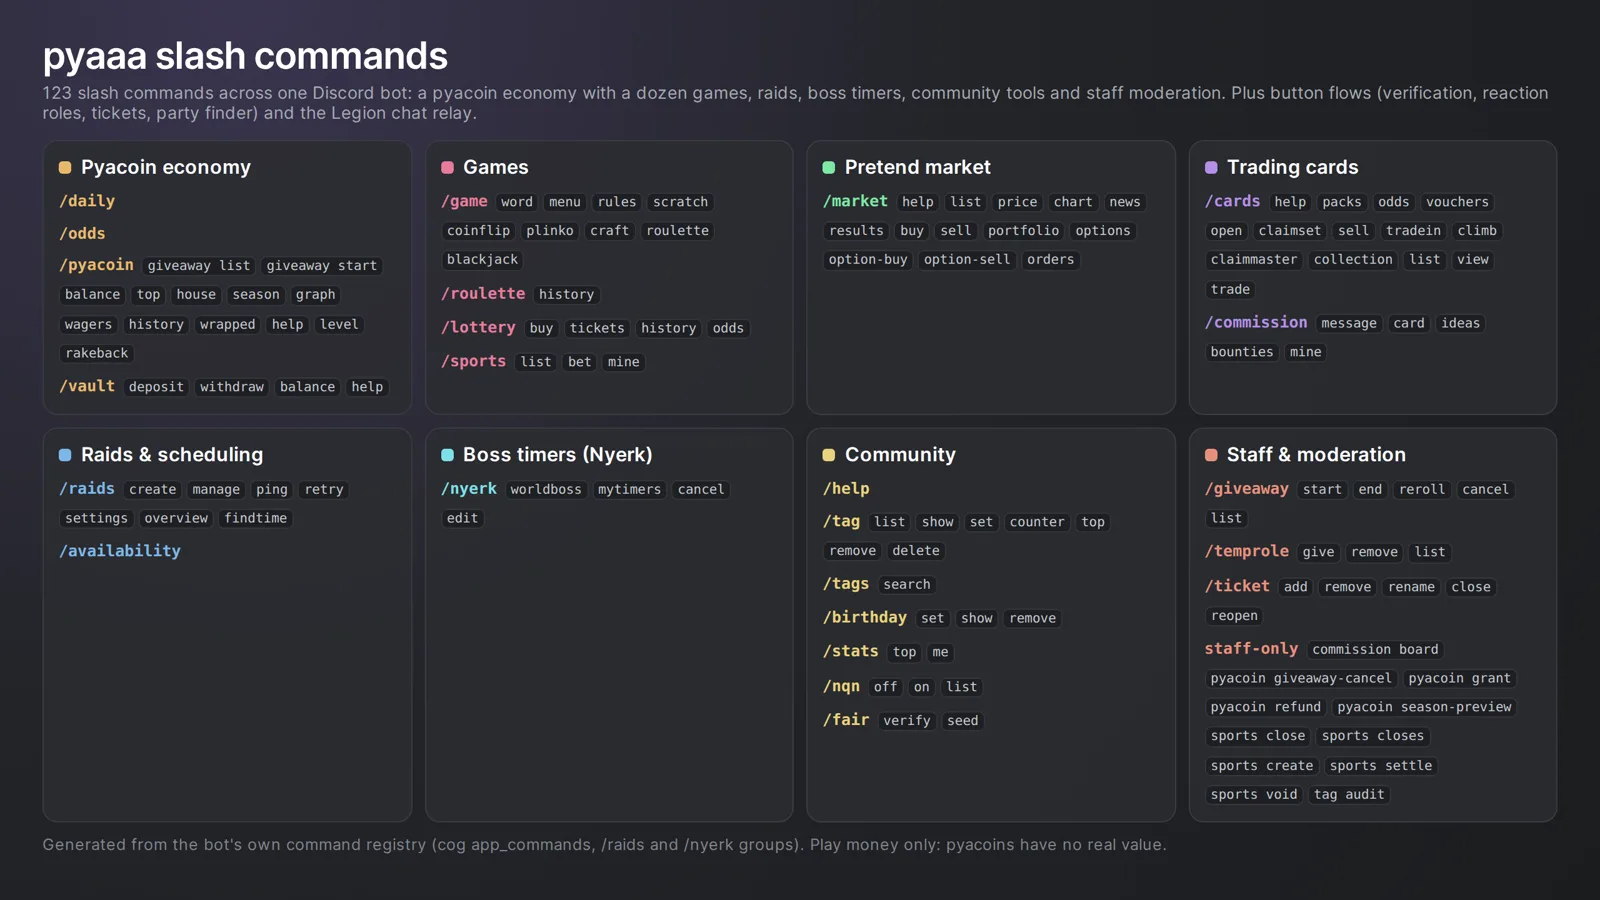 pyaaa slash commands
123 slash commands across one Discord bot: a pyacoin economy with a dozen games, raids, boss timers, community tools and staff moderation. Plus button flows (verification, reaction
roles, tickets, party finder) and the Legion chat relay.
Pyacoin economy
/daily
/odds
/pyacoin giveaway list giveaway start
balance top house season graph
wagers history wrapped help level
rakeback
/vault deposit withdraw balance help
Games
/game word menu rules scratch
coinflip plinko craft roulette
blackjack
/roulette history
/lottery buy tickets history odds
/sports list bet mine
Pretend market
/market help list price chart news
results buy sell portfolio options
option-buy option-sell orders
Trading cards
/cards help packs odds vouchers
open claimset sell tradein climb
claimmaster collection list view
trade
/commission message card ideas
bounties mine
Raids & scheduling
/raids create manage ping retry
settings overview findtime
/availability
Boss timers (Nyerk)
/nyerk worldboss mytimers cancel
edit
Community
/help
/tag list show set counter top
remove delete
/tags search
/birthday set show remove
/stats top me
/nqn off on list
/fair verify seed
Staff & moderation
/giveaway start end reroll cancel
list
/temprole give remove list
/ticket add remove rename close
reopen
staff-only commission board
pyacoin giveaway-cancel pyacoin grant
pyacoin refund pyacoin season-preview
sports close sports closes
sports create sports settle
sports void tag audit
Generated from the bot's own command registry (cog app_commands, /raids and /nyerk groups). Play money only: pyacoins have no real value.